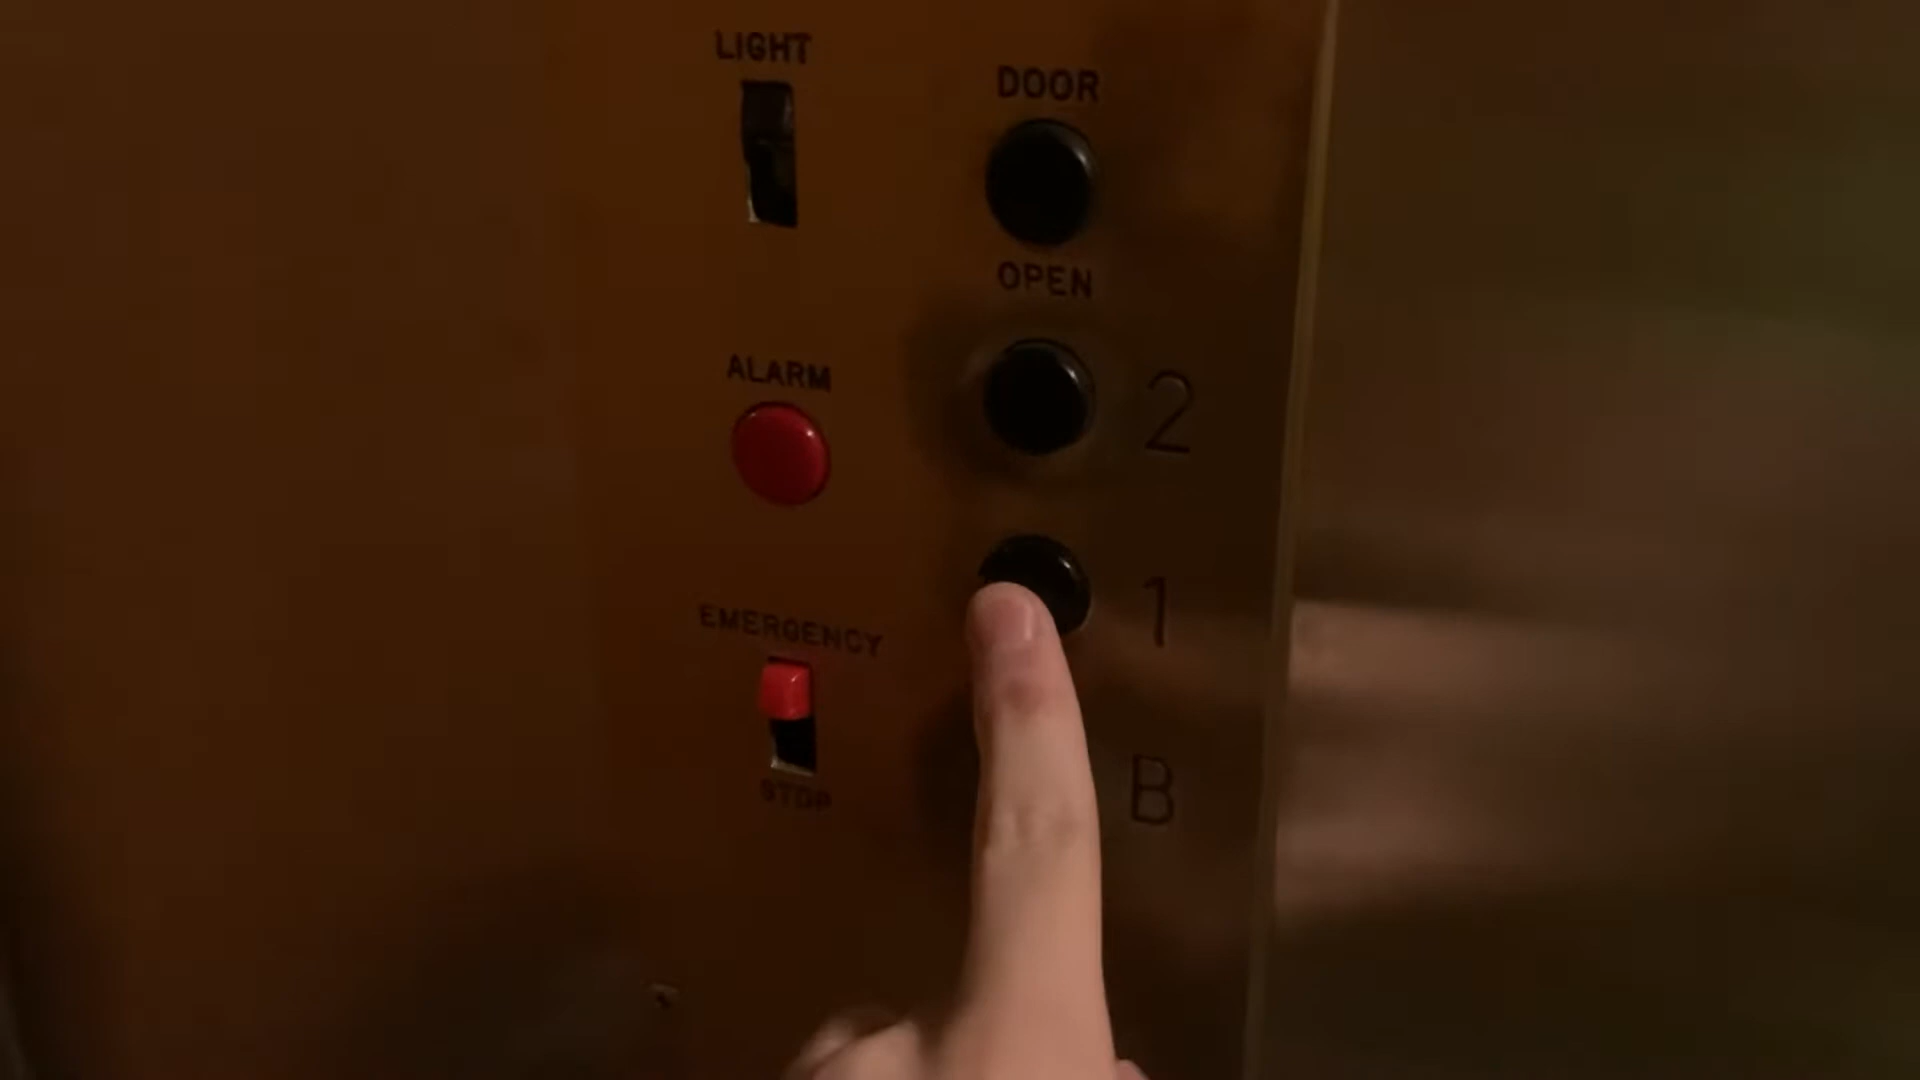 LIGHT
DOOR
OPEN
ALARM
2
1
EMERGENCY
STOP
B